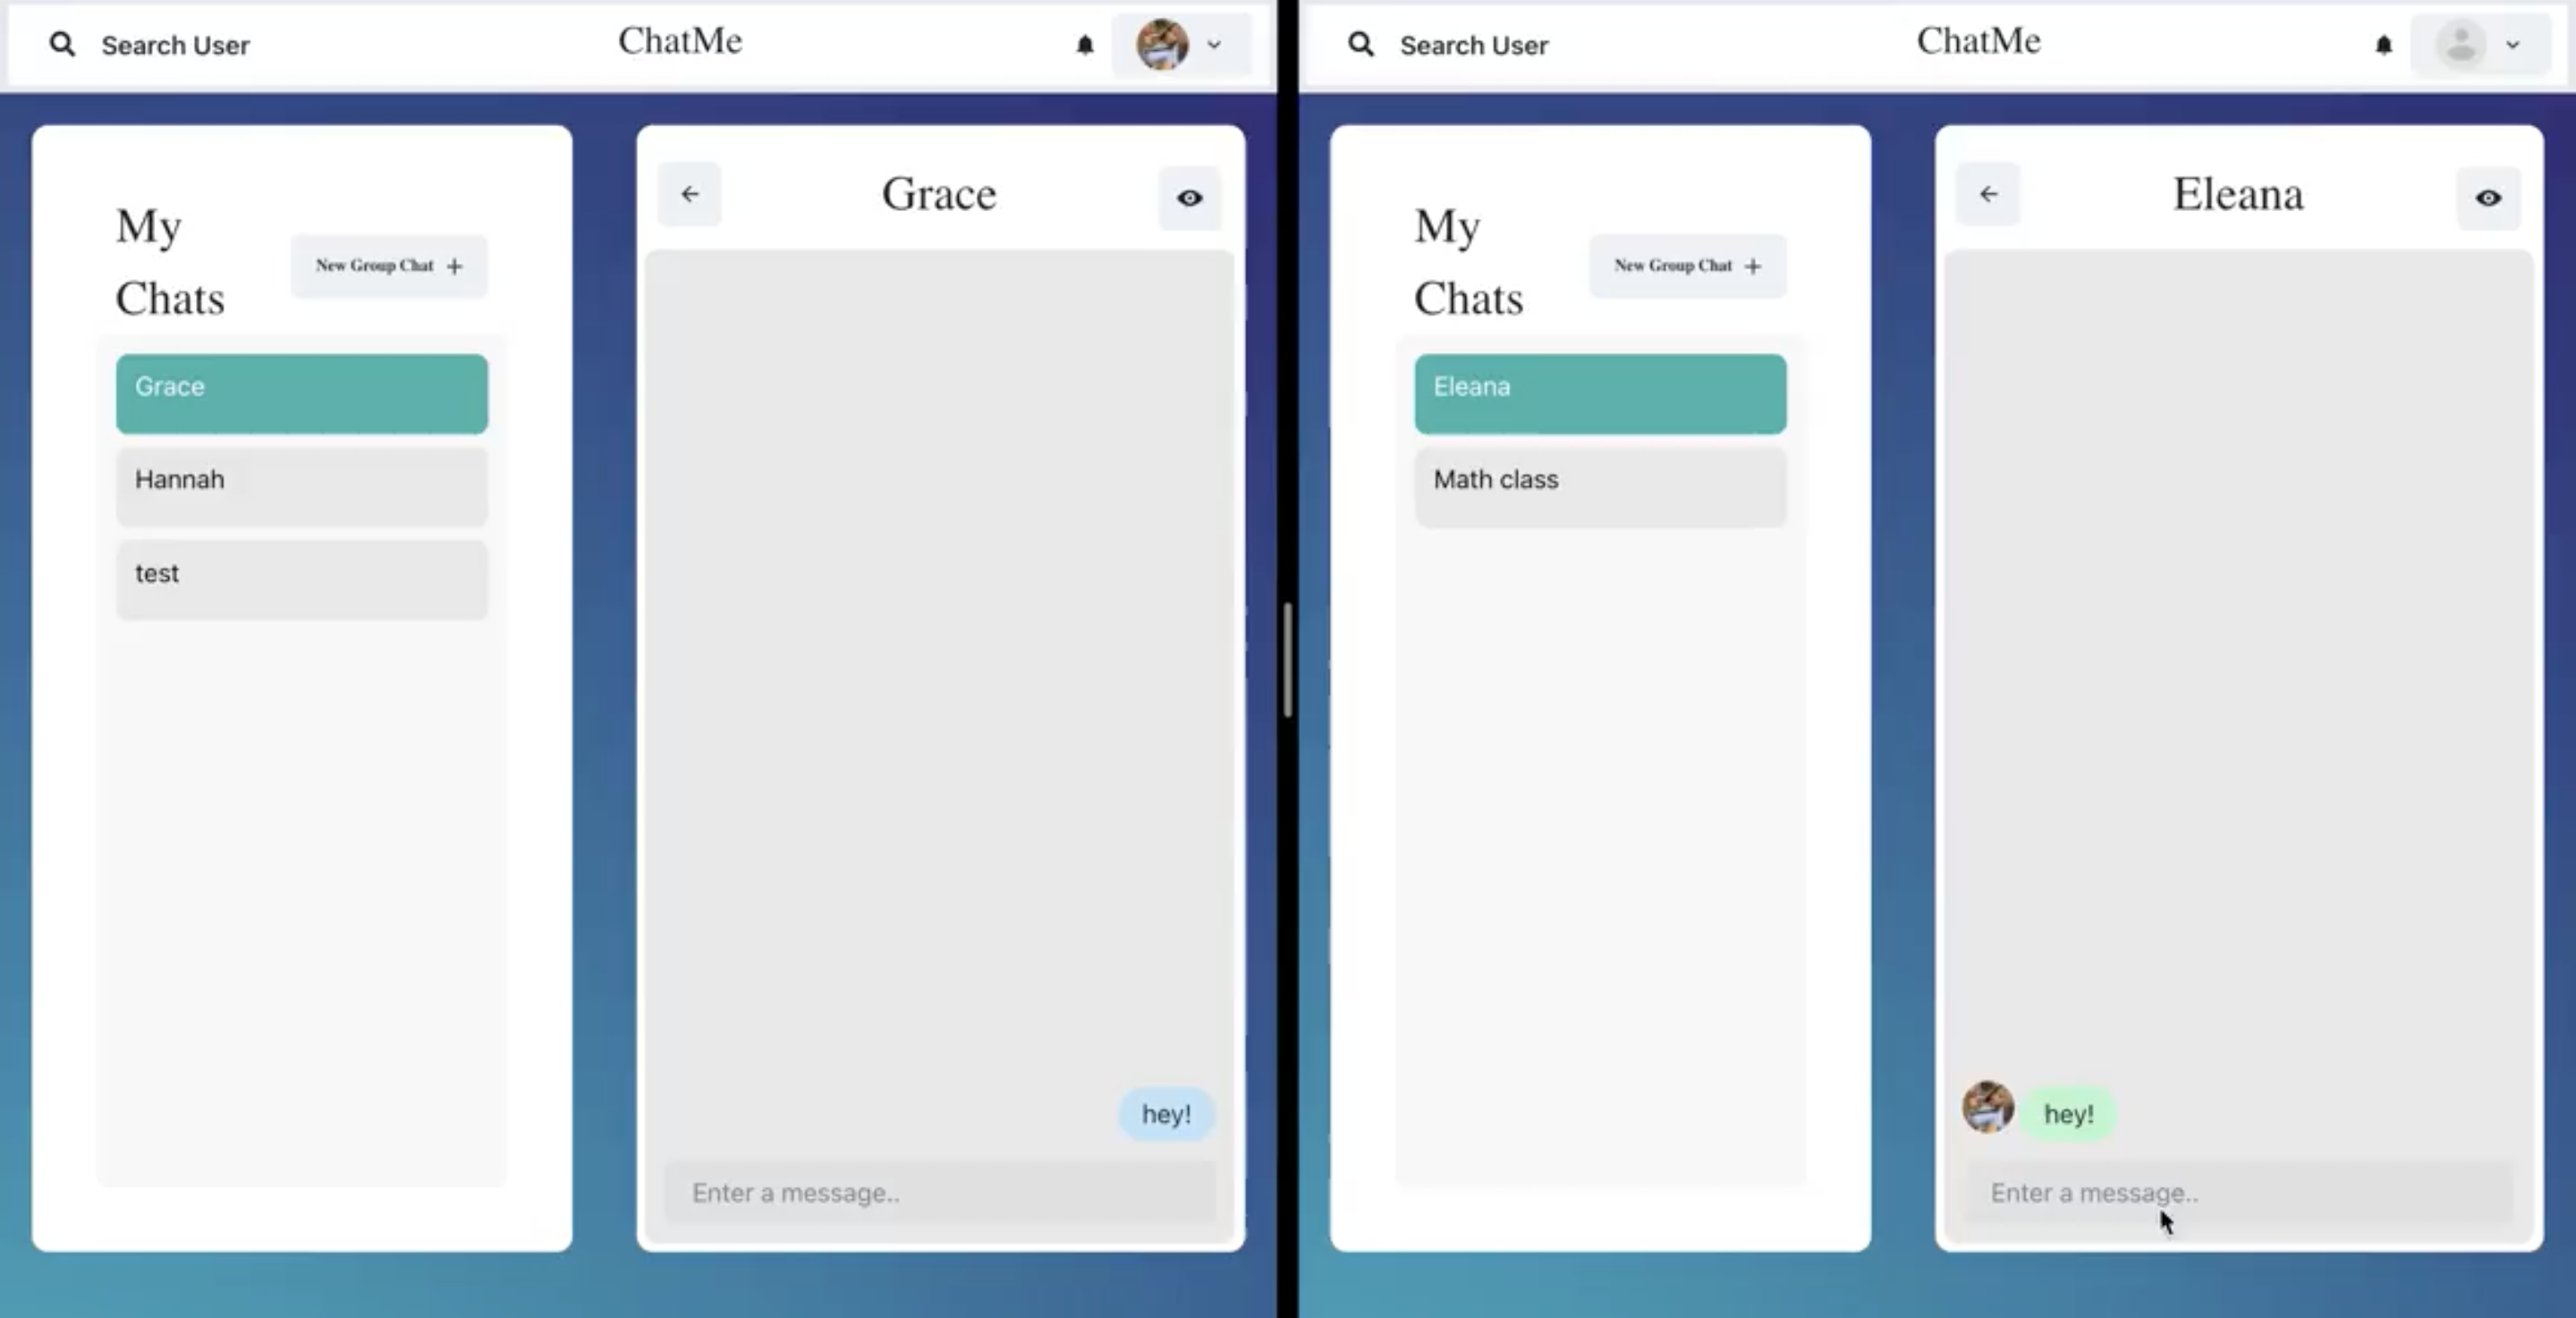 Search User
ChatMe
My
Chats
New Group Chat +
Grace
Hannah
test
Grace
hey!
Enter a message..
Search User
ChatMe
My
Chats
New Group Chat +
Eleana
Math class
Eleana
hey!
Enter a message..